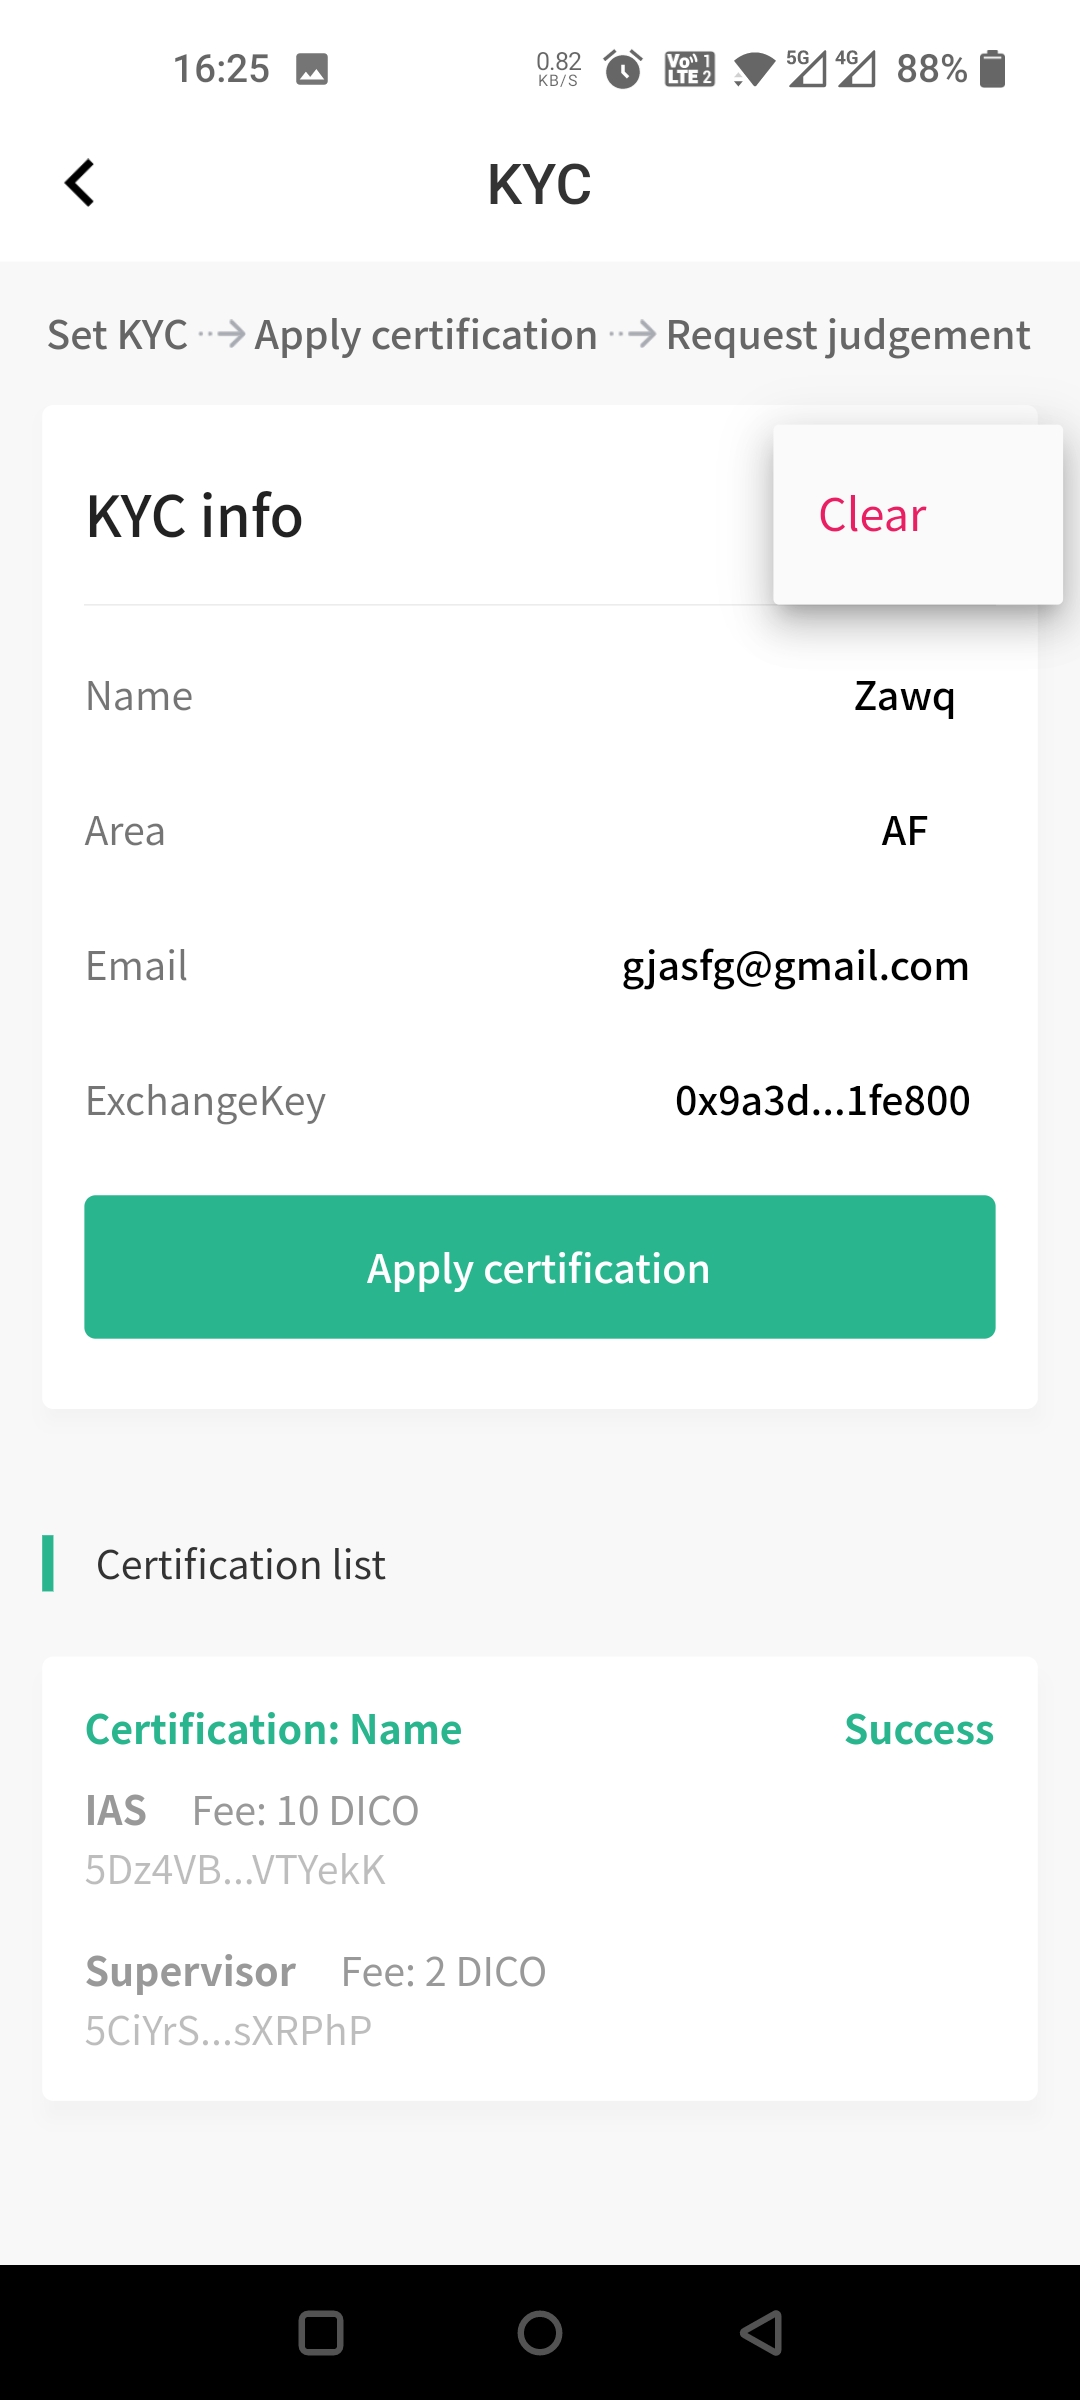 16:25 0.82 KB/S Vo)) LTE 1 2 5G 4G 88%
KYC
Set KYC Apply certification Request judgement
KYC info Clear
Name Zawq
Area AF
Email gjasfg@gmail.com
ExchangeKey 0x9a3d...1fe800
Apply certification
Certification list
Certification: Name Success
IAS Fee: 10 DICO
5Dz4VB...VTYekK
Supervisor Fee: 2 DICO
5CiYrS...sXRPhP